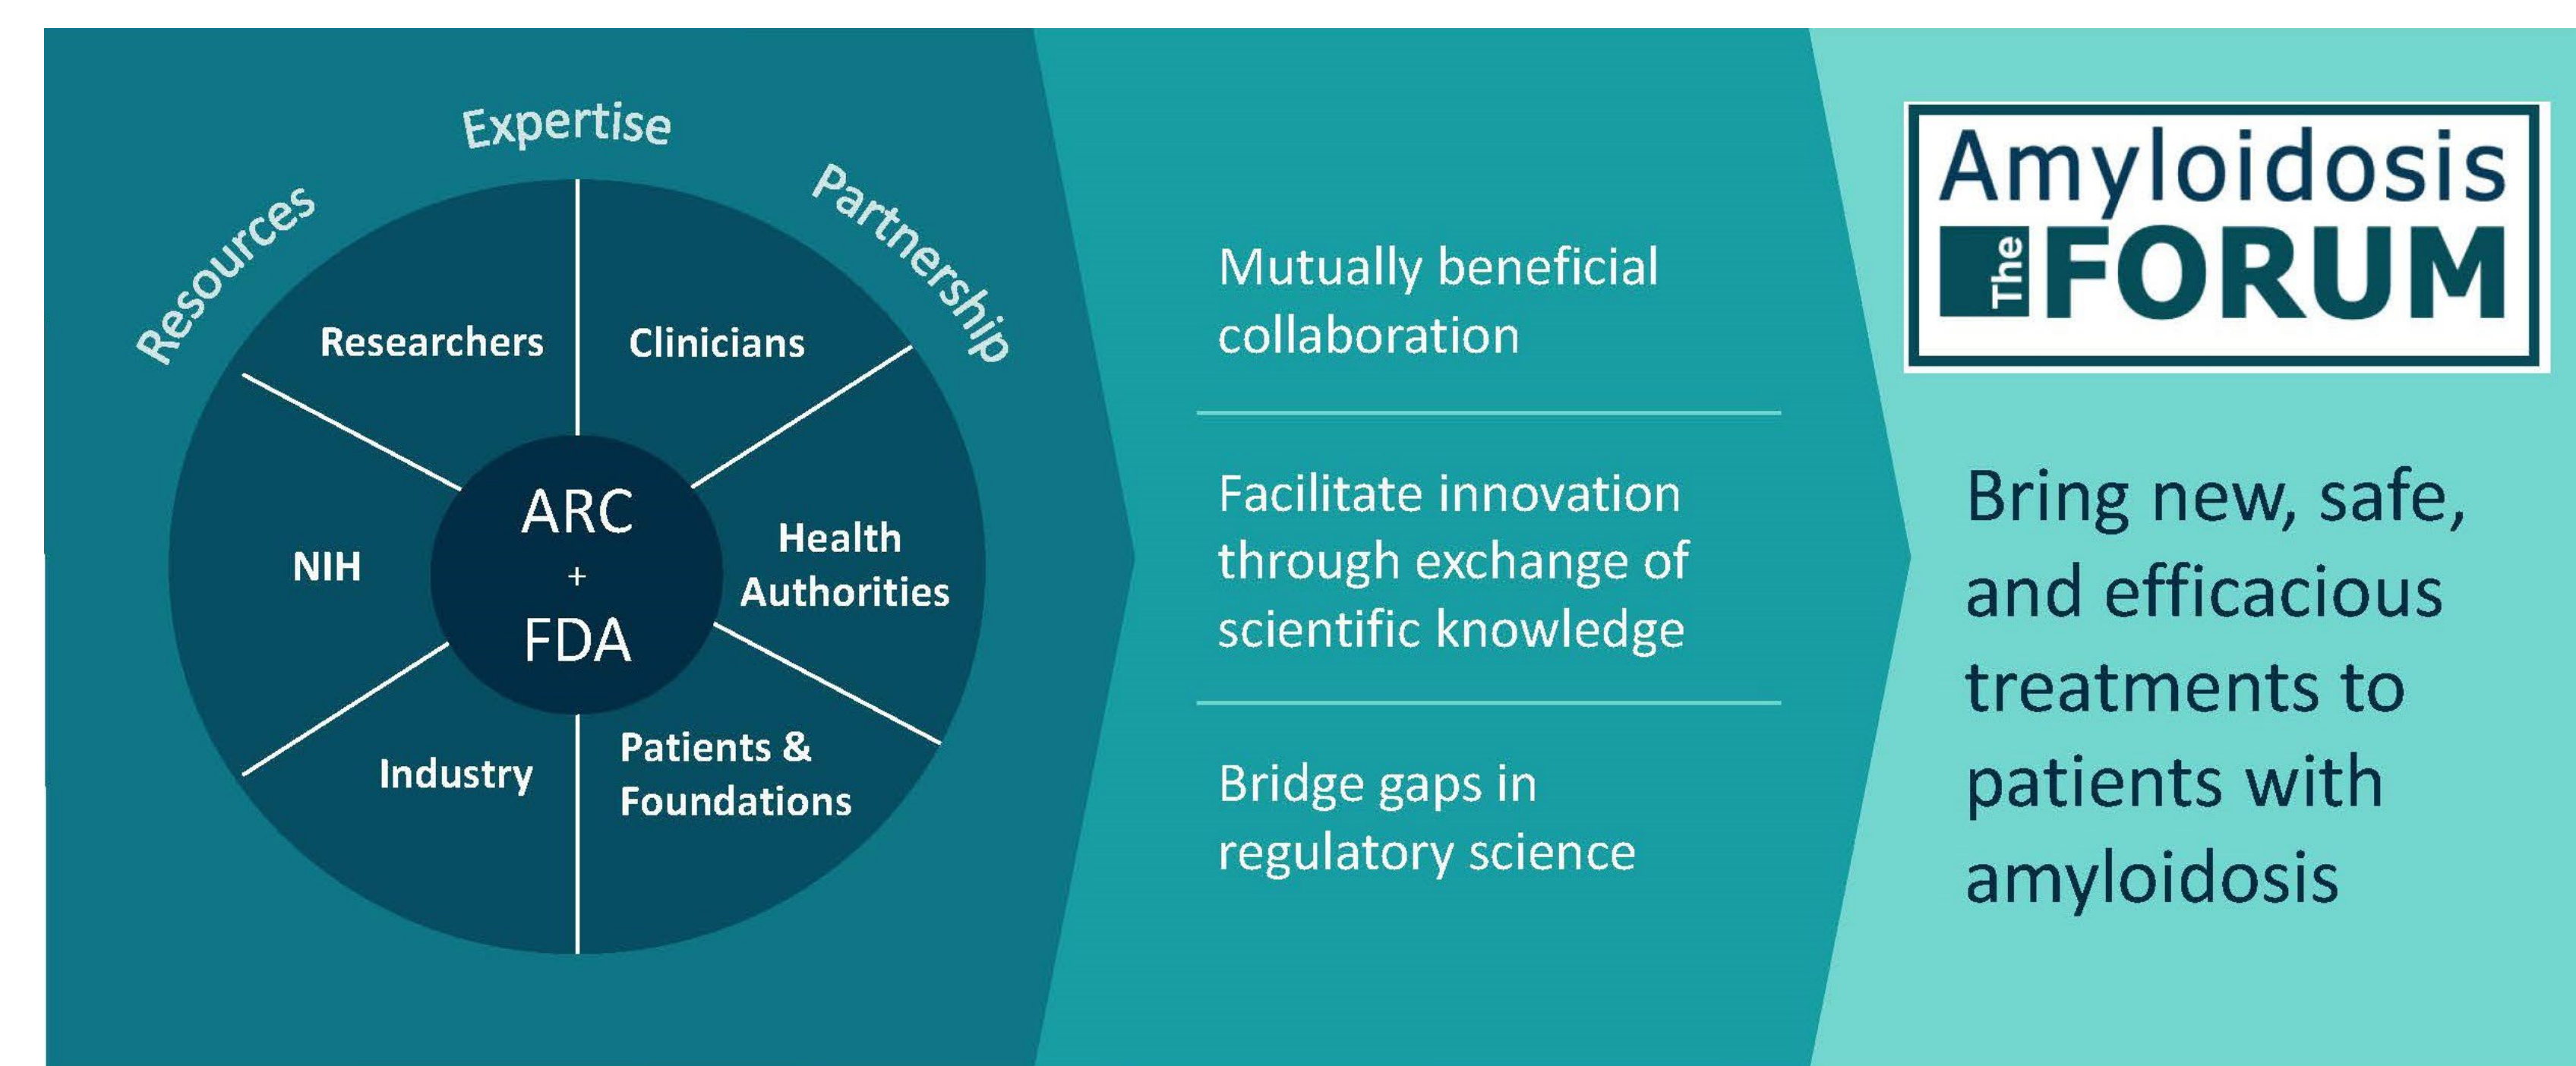 Resources
Expertise
Partnership
Researchers
Clinicians
NIH
ARC
+
FDA
Health
Authorities
Industry
Patients &
Foundations
Mutually beneficial
collaboration
Facilitate innovation
through exchange of
scientific knowledge
Bridge gaps in
regulatory science
Amyloidosis
The FORUM
Bring new, safe,
and efficacious
treatments to
patients with
amyloidosis